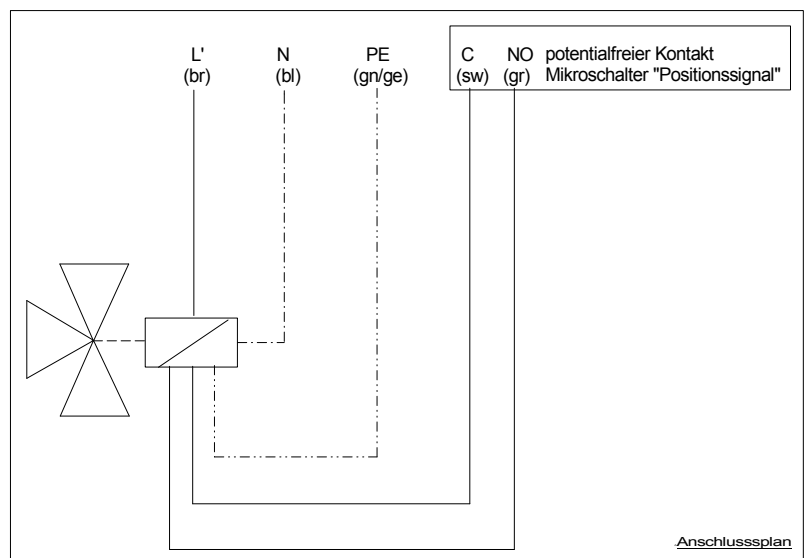 L' N PE C NO potentialfreier Kontakt
(br) (bl) (gn/ge) (sw) (gr) Mikroschalter "Positionssignal"
Anschlussplan